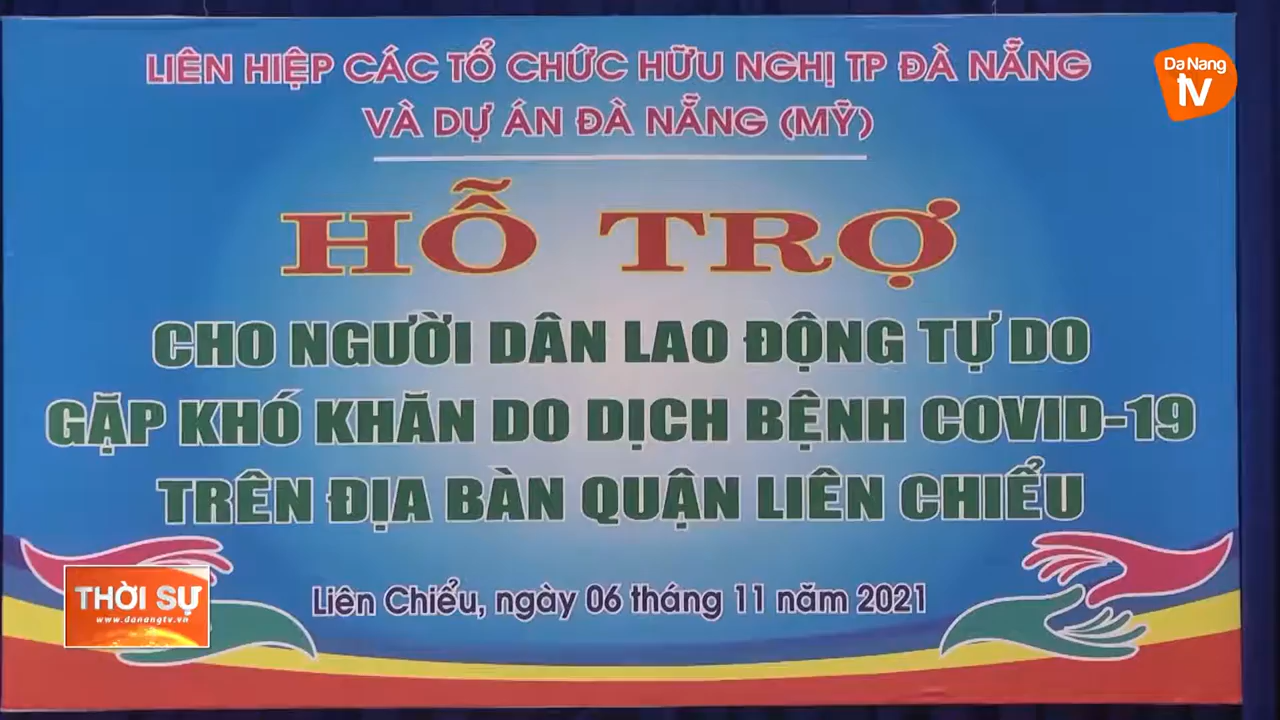 LIÊN HIỆP CÁC TỔ CHỨC HỮU NGHỊ TP ĐÀ NẴNG
Da Nang
tv
VÀ DỰ ÁN ĐÀ NẴNG (MỸ)
HỖ TRỢ
CHO NGƯỜI DÂN LAO ĐỘNG TỰ DO
GẶP KHÓ KHĂN DO DỊCH BỆNH COVID-19
TRÊN ĐỊA BÀN QUẬN LIÊN CHIỂU
Liên Chiểu, ngày 06 tháng 11 năm 2021
THỜI SỰ
www.danangtv.vn